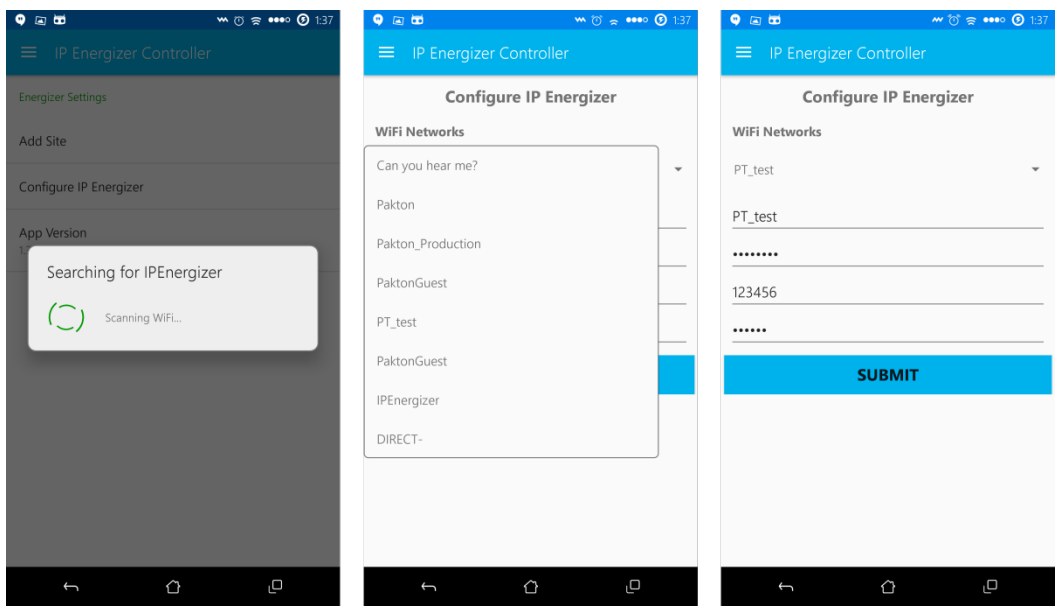 1:37
IP Energizer Controller
Energizer Settings
Add Site
Configure IP Energizer
App Version
Searching for IPEnergizer
Scanning WiFi...
1:37
IP Energizer Controller
Configure IP Energizer
WiFi Networks
Can you hear me?
Pakton
Pakton_Production
PaktonGuest
PT_test
PaktonGuest
IPEnergizer
DIRECT-
1:37
IP Energizer Controller
Configure IP Energizer
WiFi Networks
PT_test
PT_test
••••••••
123456
••••••
SUBMIT